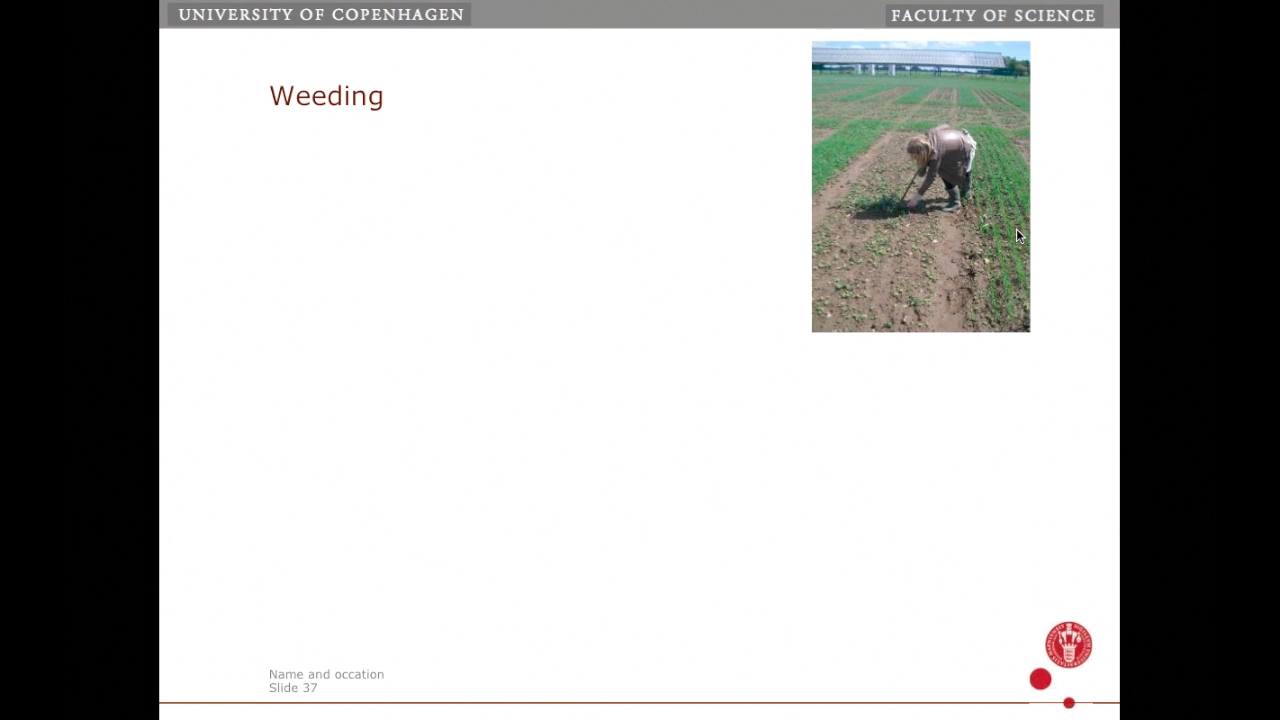 UNIVERSITY OF COPENHAGEN
FACULTY OF SCIENCE
Weeding
Name and occation
Slide 37